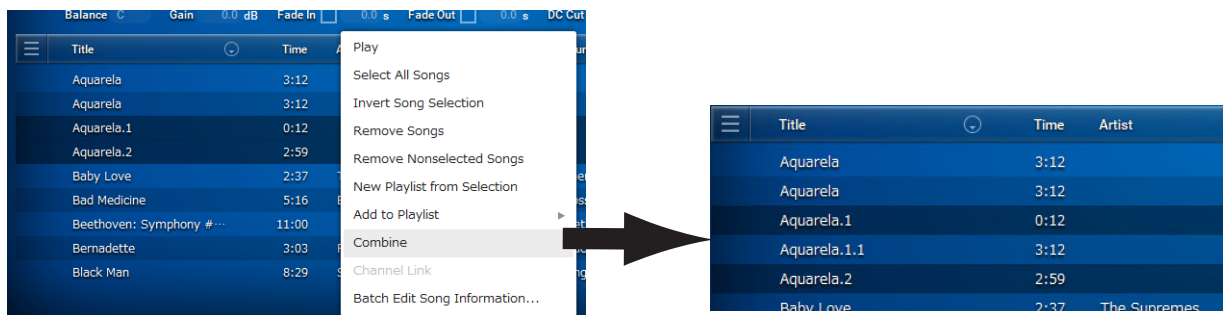 Balance C Gain 0.0 dB Fade In 0.0 s Fade Out 0.0 s DC Cut
Title Time
Aquarela 3:12
Aquarela 3:12
Aquarela.1 0:12
Aquarela.2 2:59
Baby Love 2:37
Bad Medicine 5:16
Beethoven: Symphony #··· 11:00
Bernadette 3:03
Black Man 8:29
Play
Select All Songs
Invert Song Selection
Remove Songs
Remove Nonselected Songs
New Playlist from Selection
Add to Playlist
Combine
Channel Link
Batch Edit Song Information...
Title Time Artist
Aquarela 3:12
Aquarela 3:12
Aquarela.1 0:12
Aquarela.1.1 3:12
Aquarela.2 2:59
Baby Love 2:37 The Supremes